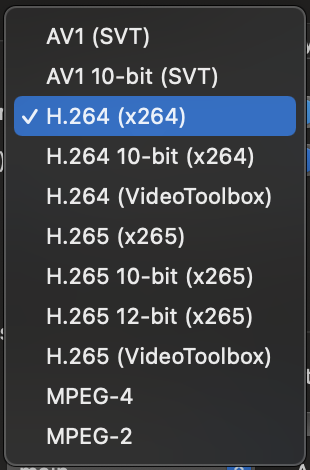 AV1 (SVT)
AV1 10-bit (SVT)
✓ H.264 (x264)
H.264 10-bit (x264)
H.264 (VideoToolbox)
H.265 (x265)
H.265 10-bit (x265)
H.265 12-bit (x265)
H.265 (VideoToolbox)
MPEG-4
MPEG-2